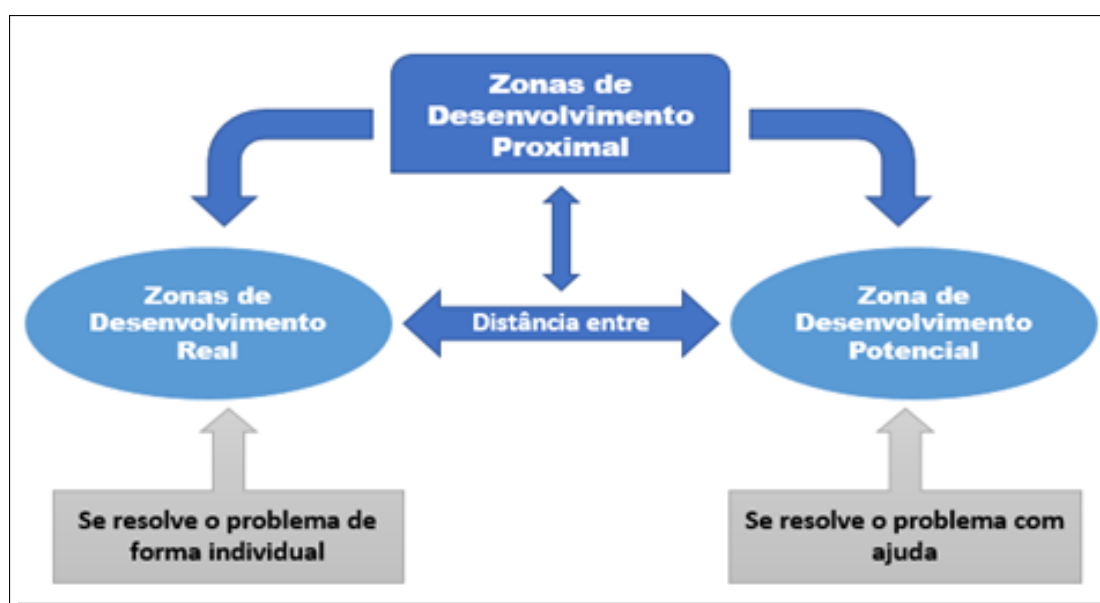 Zonas de
Desenvolvimento
Proximal
Zonas de
Desenvolvimento
Real
Distância entre
Zona de
Desenvolvimento
Potencial
Se resolve o problema de
forma individual
Se resolve o problema com
ajuda